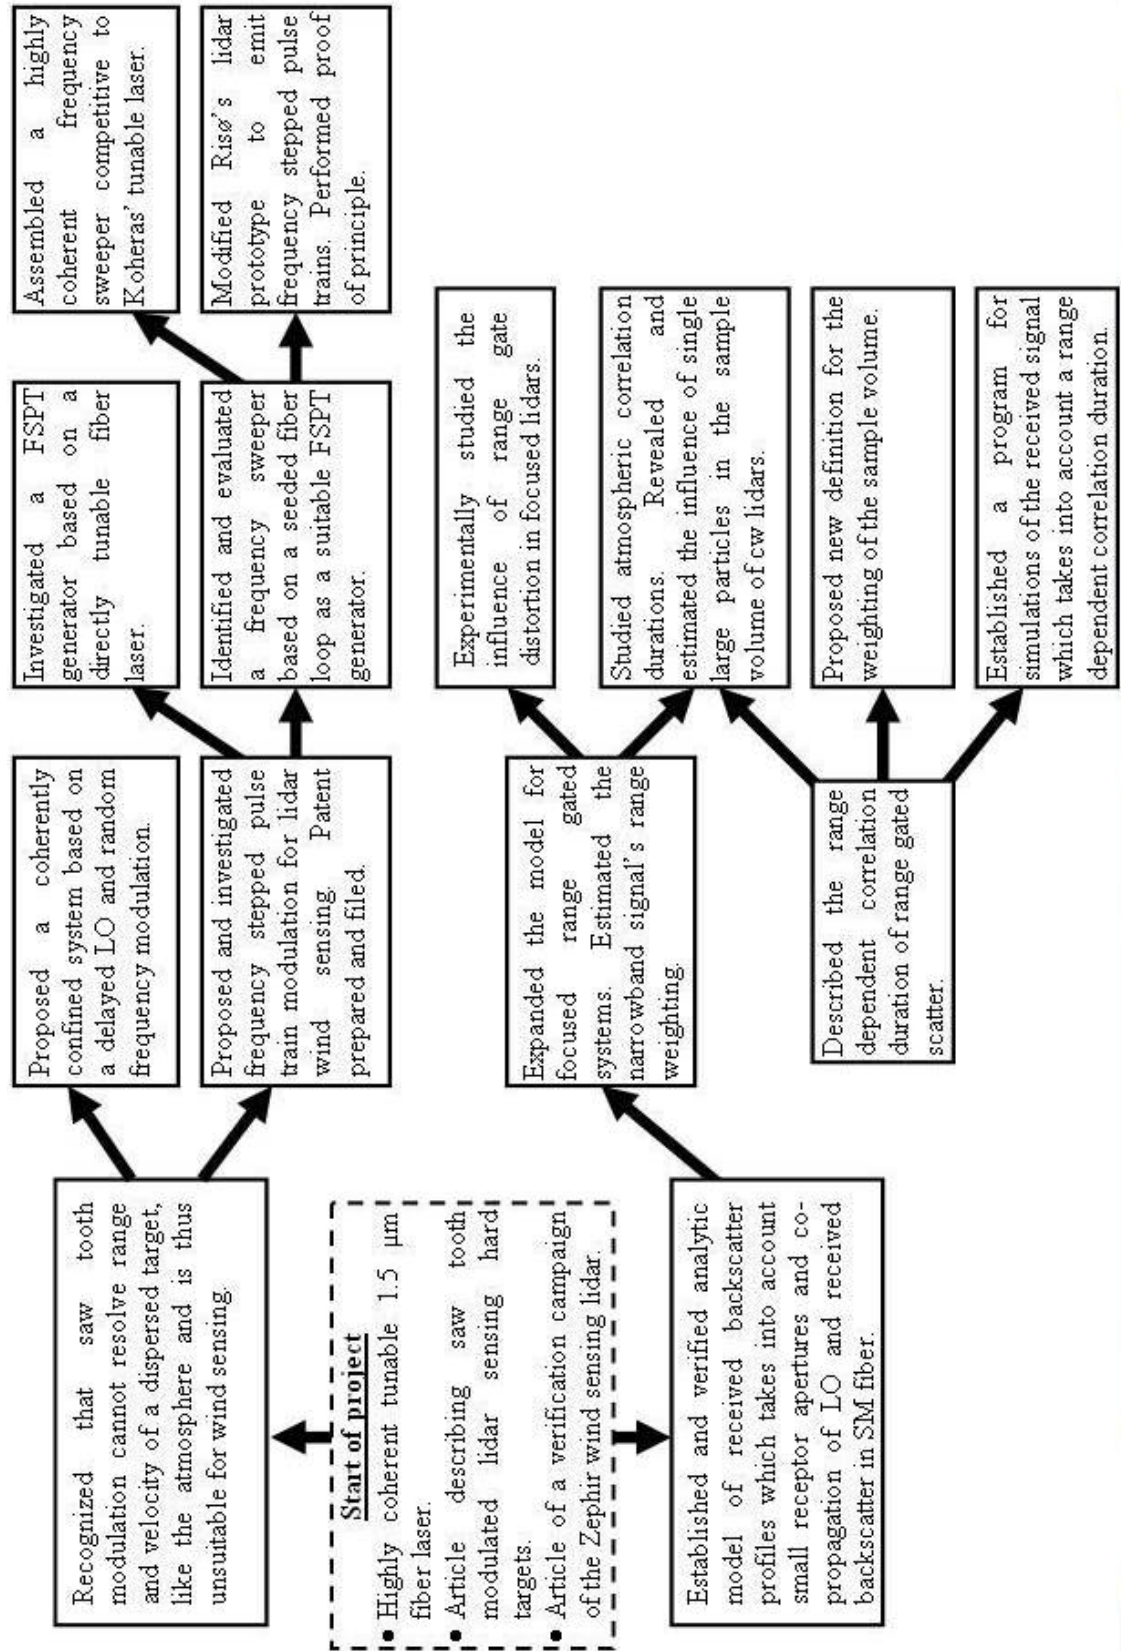 Recognized that saw tooth
modulation cannot resolve range
and velocity of a dispersed target,
like the atmosphere and is thus
unsuitable for wind sensing.
Proposed a coherently
confined system based on
a delayed LO and random
frequency modulation.
Proposed and investigated
frequency stepped pulse
train modulation for lidar
wind sensing. Patent
prepared and filed.
Investigated a FSPT
generator based on a
directly tunable fiber
laser.
Identified and evaluated
a frequency sweeper
based on a seeded fiber
loop as a suitable FSPT
generator.
Assembled a highly
coherent frequency
sweeper competitive to
Koheras' tunable laser.
Modified Risø's lidar
prototype to emit
frequency stepped pulse
trains. Performed proof
of principle.
Start of project
• Highly coherent tunable 1.5 μm
fiber laser.
• Article describing saw tooth
modulated lidar sensing hard
targets.
• Article of a verification campaign
of the Zephir wind sensing lidar.
Established and verified analytic
model of received backscatter
profiles which takes into account
small receptor apertures and co-
propagation of LO and received
backscatter in SM fiber.
Expanded the model for
focused range gated
systems. Estimated the
narrowband signal's range
weighting.
Described the range
dependent correlation
duration of range gated
scatter.
Experimentally studied the
influence of range gate
distortion in focused lidars.
Studied atmospheric correlation
durations. Revealed and
estimated the influence of single
large particles in the sample
volume of cw lidars.
Proposed new definition for the
weighting of the sample volume.
Established a program for
simulations of the received signal
which takes into account a range
dependent correlation duration.